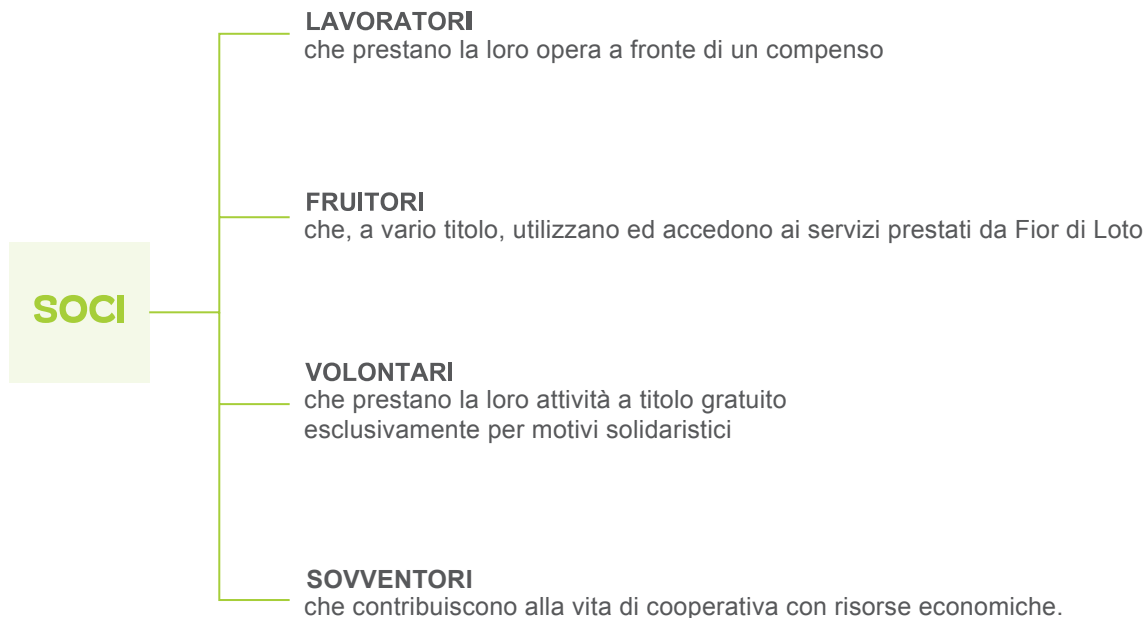 LAVORATORI
che prestano la loro opera a fronte di un compenso
FRUITORI
che, a vario titolo, utilizzano ed accedono ai servizi prestati da Fior di Loto
SOCI
VOLONTARI
che prestano la loro attività a titolo gratuito
esclusivamente per motivi solidaristici
SOVVENTORI
che contribuiscono alla vita di cooperativa con risorse economiche.